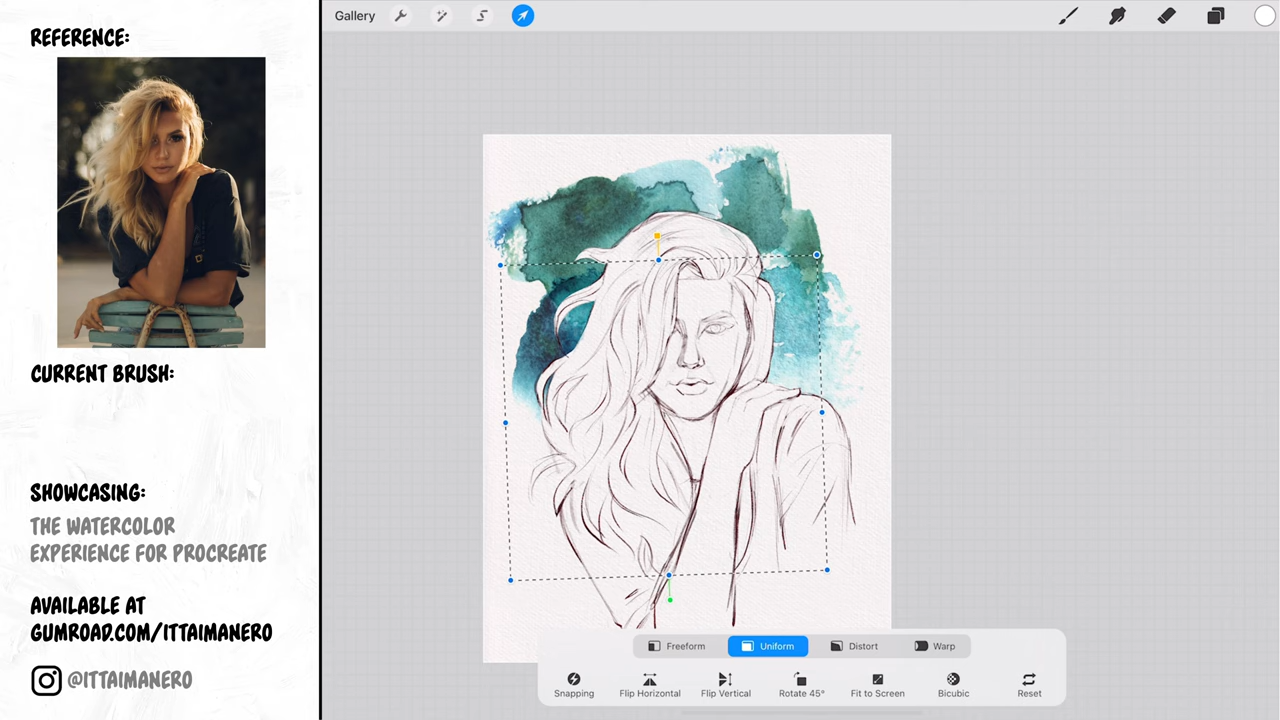 REFERENCE:
CURRENT BRUSH:
SHOWCASING:
THE WATERCOLOR
EXPERIENCE FOR PROCREATE
AVAILABLE AT
GUMROAD.COM/ITTAIMANERO
@ITTAIMANERO
Gallery
Freeform
Uniform
Distort
Warp
Snapping
Flip Horizontal
Flip Vertical
Rotate 45°
Fit to Screen
Bicubic
Reset